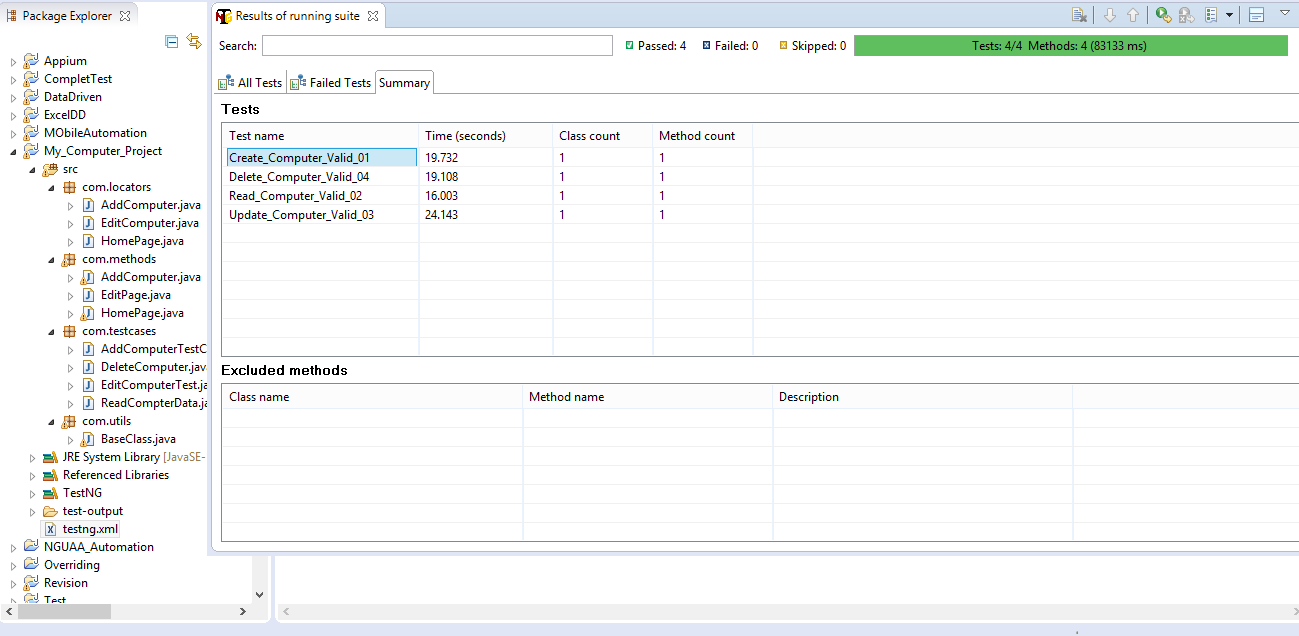 Package Explorer
Appium
CompletTest
DataDriven
ExcelDD
MObileAutomation
My_Computer_Project
src
com.locators
AddComputer.java
EditComputer.java
HomePage.java
com.methods
AddComputer.java
EditPage.java
HomePage.java
com.testcases
AddComputerTestC
DeleteComputer.java
EditComputerTest.ja
ReadCompterData.ja
com.utils
BaseClass.java
JRE System Library [JavaSE-
Referenced Libraries
TestNG
test-output
testng.xml
NGUAA_Automation
Overriding
Revision
Test
Results of running suite
Search: Passed: 4 Failed: 0 Skipped: 0 Tests: 4/4 Methods: 4 (83133 ms)
All Tests Failed Tests Summary
Tests
Test name Time (seconds) Class count Method count
Create_Computer_Valid_01 19.732 1 1
Delete_Computer_Valid_04 19.108 1 1
Read_Computer_Valid_02 16.003 1 1
Update_Computer_Valid_03 24.143 1 1
Excluded methods
Class name Method name Description